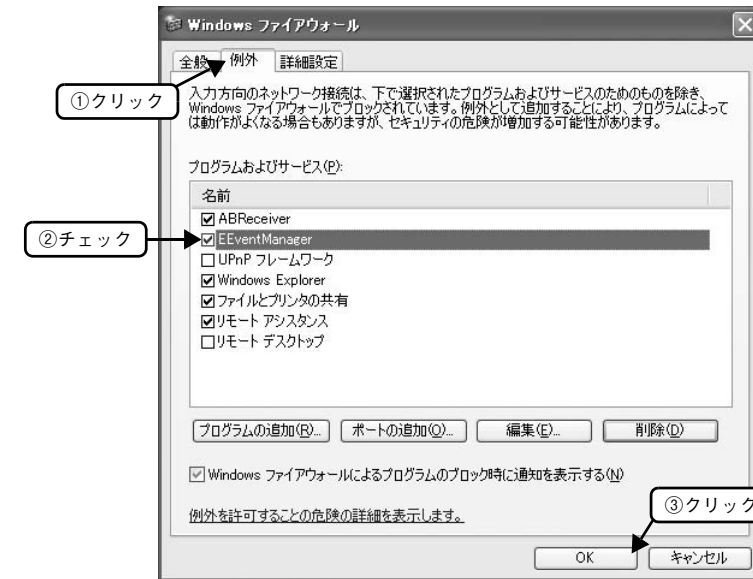 Windows ファイアウォール
全般 例外 詳細設定
①クリック
入力方向のネットワーク接続は、下で選択されたプログラムおよびサービスのためのものを除き、
Windows ファイアウォールでブロックされています。例外として追加することにより、プログラムによって
は動作がよくなる場合もありますが、セキュリティの危険が増加する可能性があります。
プログラムおよびサービス(P):
名前
ABReceiver
②チェック
EEventManager
UPnP フレームワーク
Windows Explorer
ファイルとプリンタの共有
リモート アシスタンス
リモート デスクトップ
プログラムの追加(R)... ポートの追加(O)... 編集(E)... 削除(D)
Windows ファイアウォールによるプログラムのブロック時に通知を表示する(N)
例外を許可することの危険の詳細を表示します。
③クリック
OK キャンセル